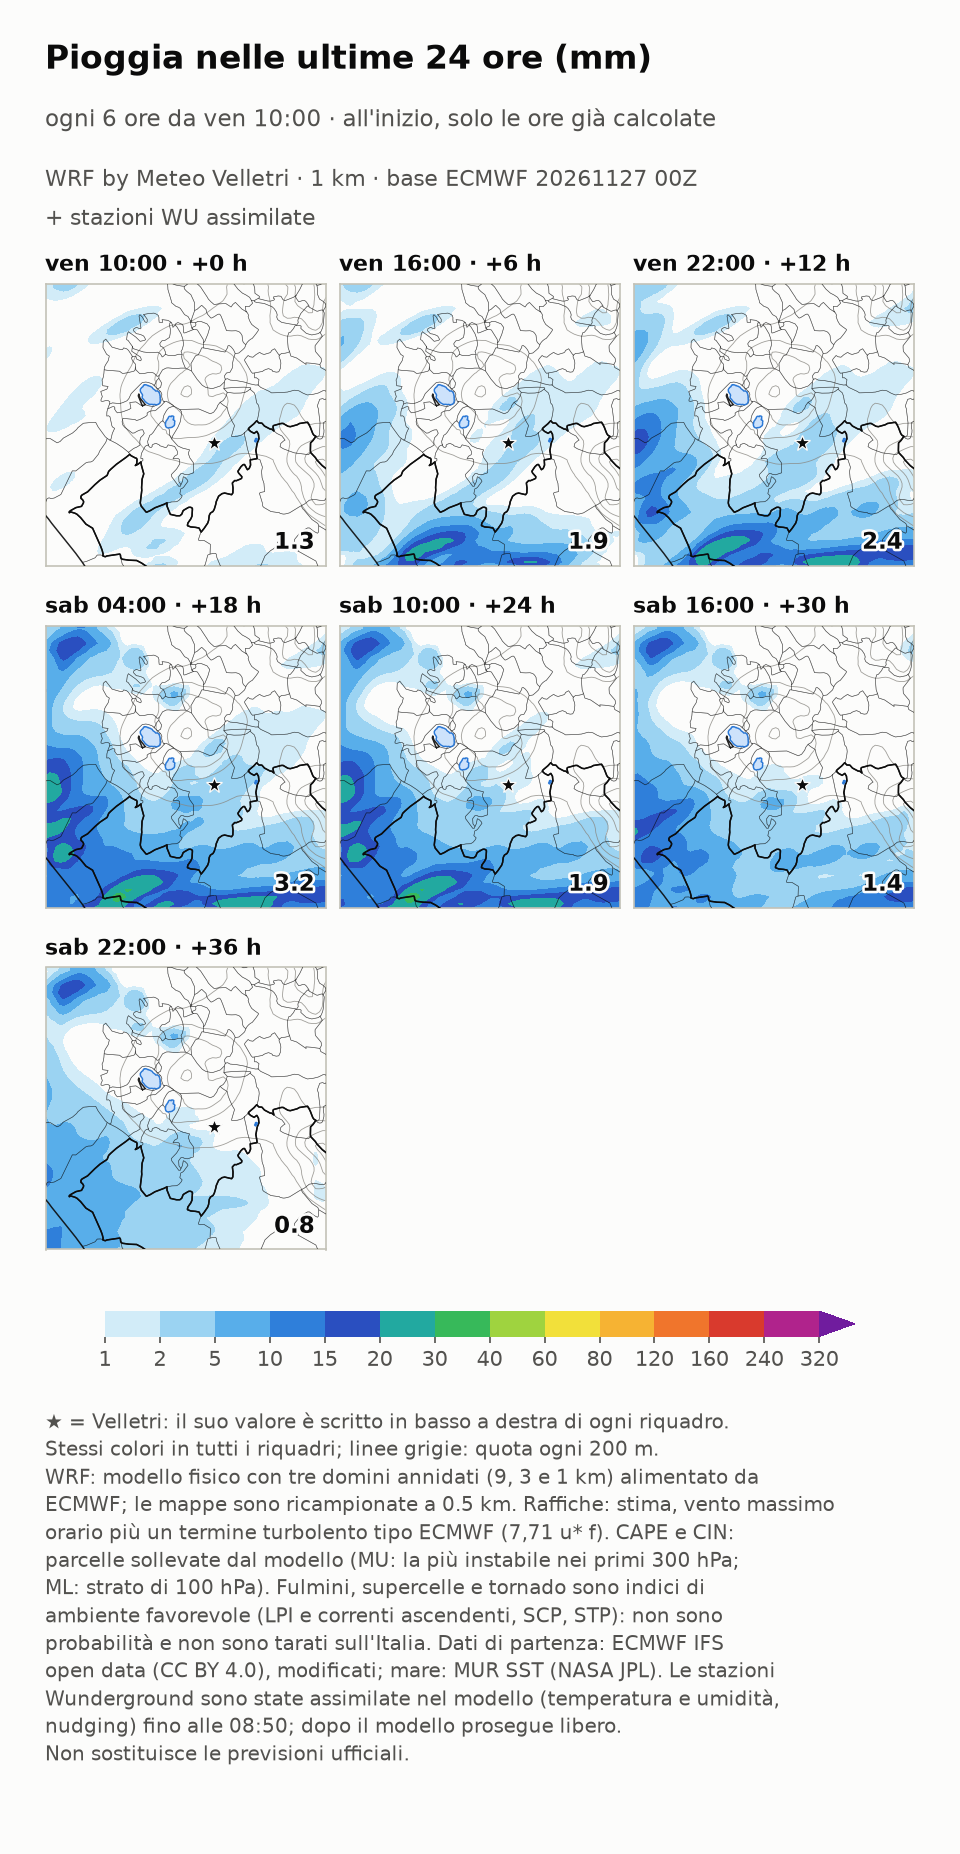 Pioggia nelle ultime 24 ore (mm)
ogni 6 ore da ven 10:00 · all'inizio, solo le ore già calcolate
WRF by Meteo Velletri · 1 km · base ECMWF 20261127 00Z
+ stazioni WU assimilate
ven 10:00 · +0 h
ven 16:00 · +6 h
ven 22:00 · +12 h
1.3
1.9
2.4
sab 04:00 · +18 h
sab 10:00 · +24 h
sab 16:00 · +30 h
3.2
1.9
1.4
sab 22:00 · +36 h
0.8
1 2 5 10 15 20 30 40 60 80 120 160 240 320
★ = Velletri: il suo valore è scritto in basso a destra di ogni riquadro.
Stessi colori in tutti i riquadri; linee grigie: quota ogni 200 m.
WRF: modello fisico con tre domini annidati (9, 3 e 1 km) alimentato da
ECMWF; le mappe sono ricampionate a 0.5 km. Raffiche: stima, vento massimo
orario più un termine turbolento tipo ECMWF (7,71 u* f). CAPE e CIN:
parcelle sollevate dal modello (MU: la più instabile nei primi 300 hPa;
ML: strato di 100 hPa). Fulmini, supercelle e tornado sono indici di
ambiente favorevole (LPI e correnti ascendenti, SCP, STP): non sono
probabilità e non sono tarati sull'Italia. Dati di partenza: ECMWF IFS
open data (CC BY 4.0), modificati; mare: MUR SST (NASA JPL). Le stazioni
Wunderground sono state assimilate nel modello (temperatura e umidità,
nudging) fino alle 08:50; dopo il modello prosegue libero.
Non sostituisce le previsioni ufficiali.